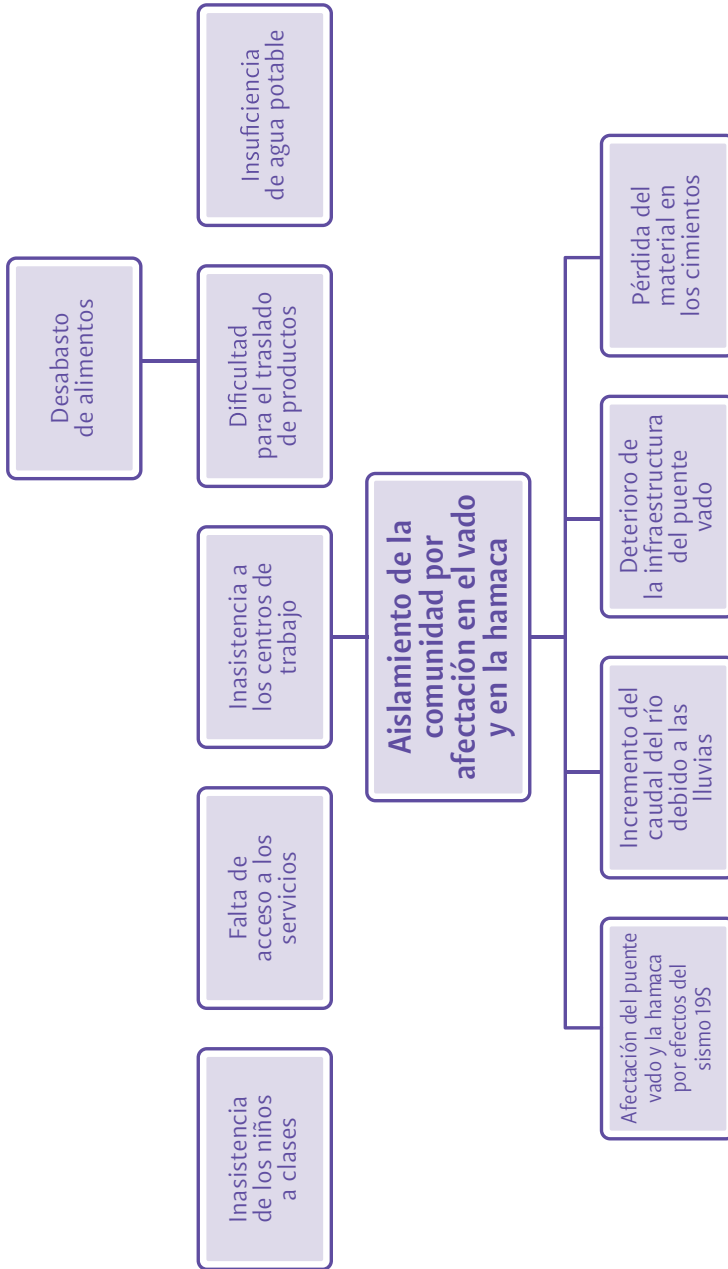 Desabasto
de alimentos
Inasistencia
de los niños
a clases
Falta de
acceso a los
servicios
Inasistencia a
los centros de
trabajo
Dificultad
para el traslado
de productos
Insuficiencia
de agua potable
Aislamiento de la
comunidad por
afectación en el vado
y en la hamaca
Afectación del puente
vado y la hamaca
por efectos del
sismo 19S
Incremento del
caudal del río
debido a las
lluvias
Deterioro de
la infraestructura
del puente
vado
Pérdida del
material en
los cimientos